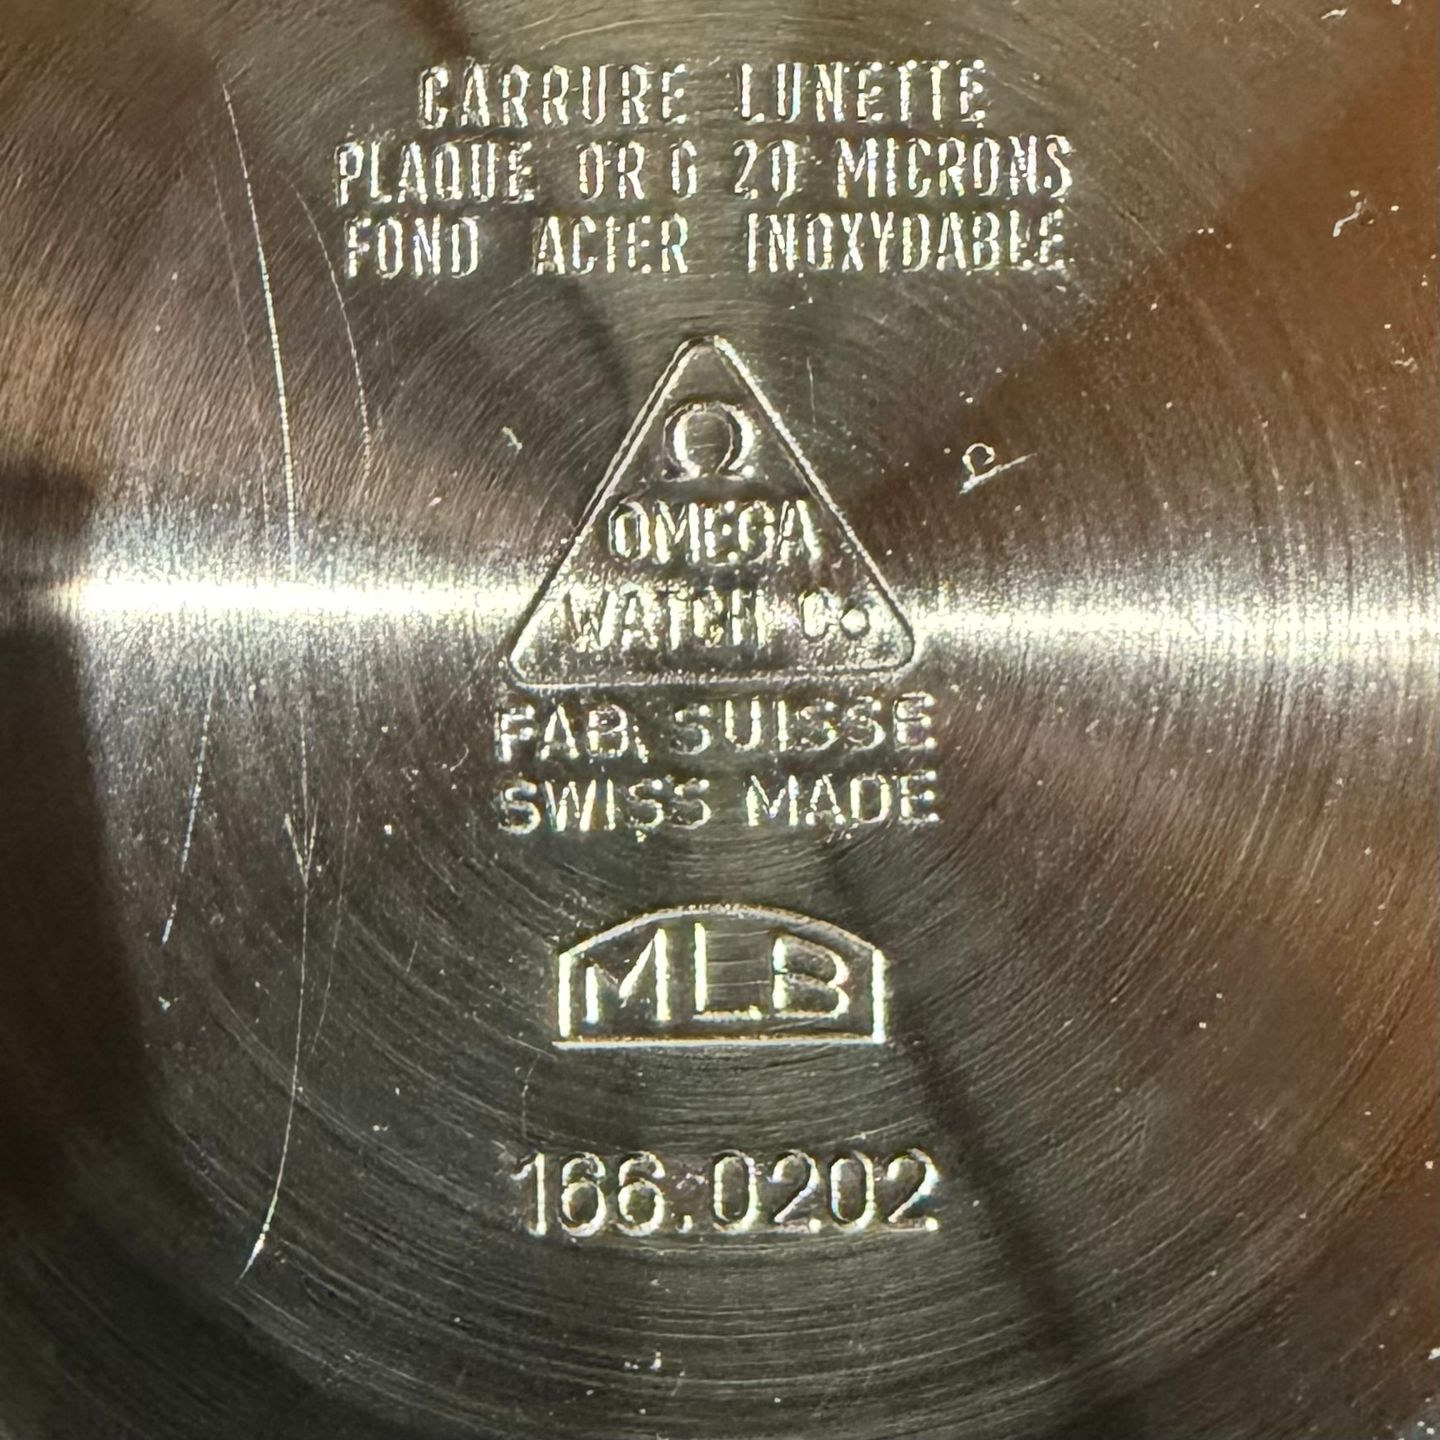 CARRURE LUNETTE
PLAQUE OR G 20 MICRONS
FOND ACIER INOXYDABLE
Ω
OMEGA
WATCH Co
FAB. SUISSE
SWISS MADE
MLB
166.0202